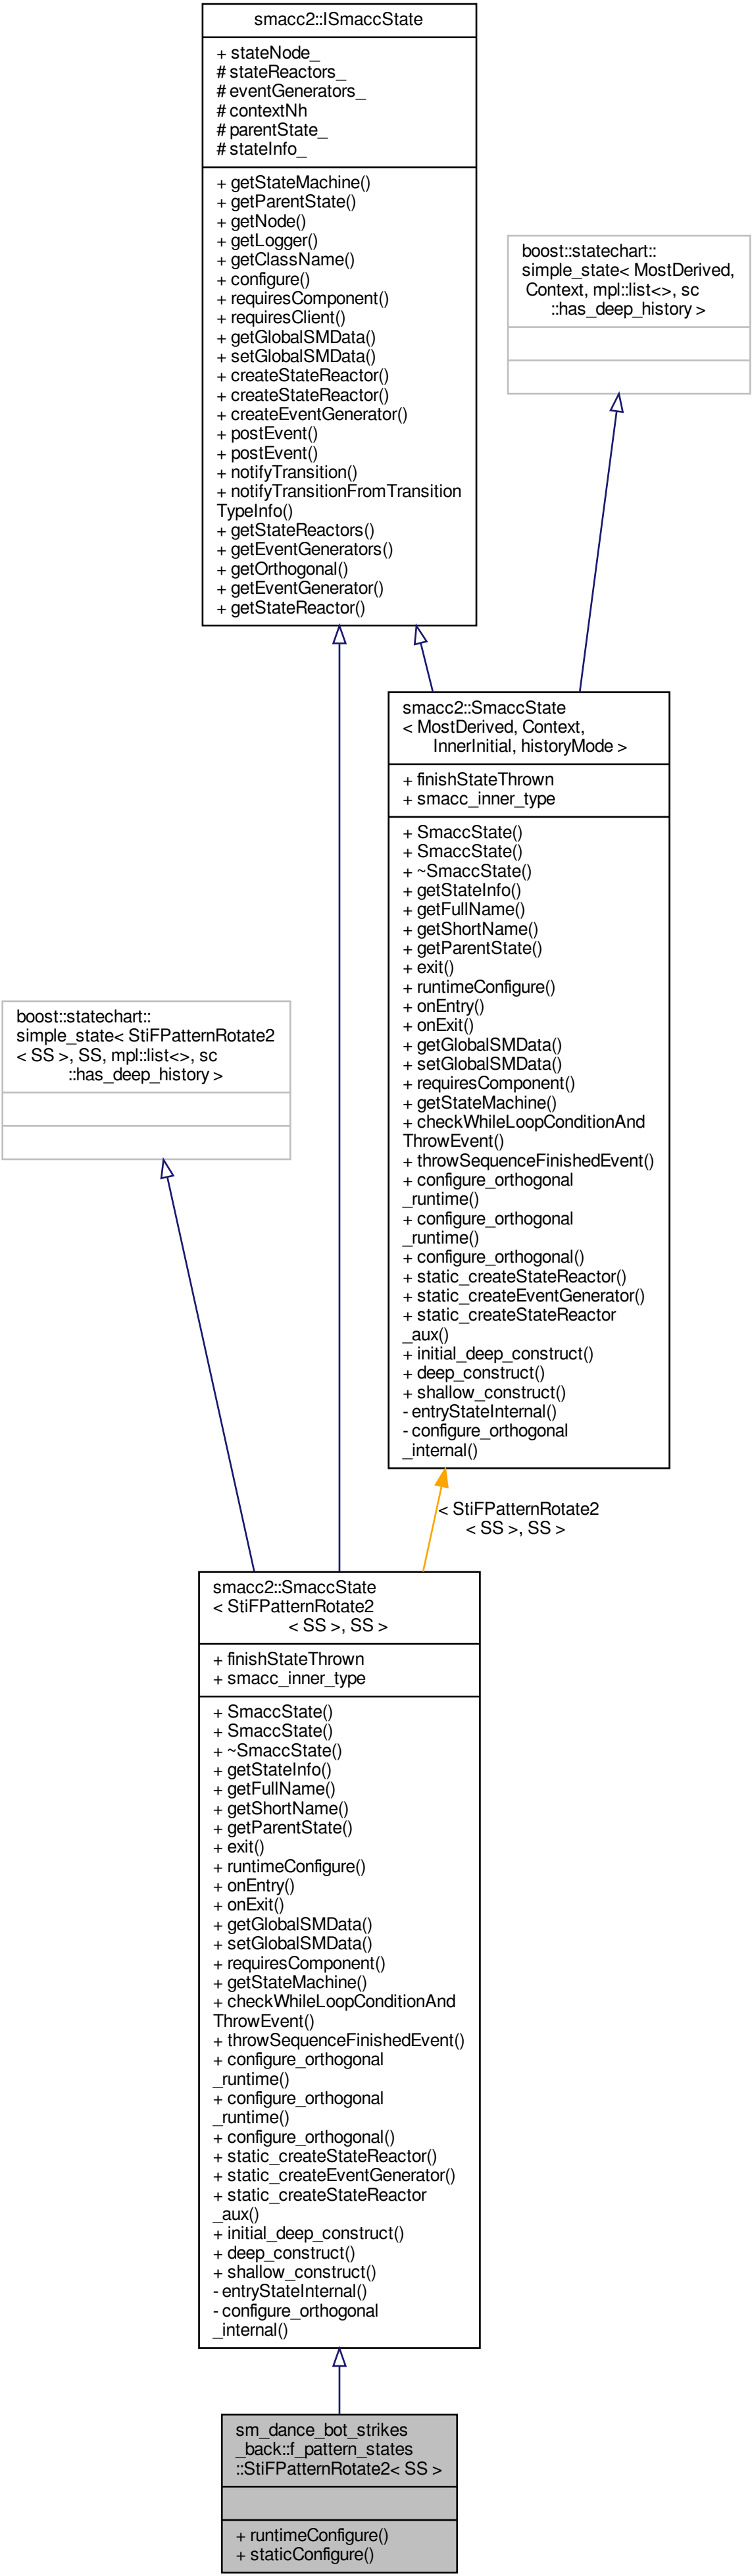 smacc2::ISmaccState
+ stateNode_
# stateReactors_
# eventGenerators_
# contextNh
# parentState_
# stateInfo_
+ getStateMachine()
+ getParentState()
+ getNode()
+ getLogger()
+ getClassName()
+ configure()
+ requiresComponent()
+ requiresClient()
+ getGlobalSMData()
+ setGlobalSMData()
+ createStateReactor()
+ createStateReactor()
+ createEventGenerator()
+ postEvent()
+ postEvent()
+ notifyTransition()
+ notifyTransitionFromTransition
TypeInfo()
+ getStateReactors()
+ getEventGenerators()
+ getOrthogonal()
+ getEventGenerator()
+ getStateReactor()
boost::statechart::
simple_state< MostDerived,
Context, mpl::list<>, sc
::has_deep_history >
smacc2::SmaccState
< MostDerived, Context,
InnerInitial, historyMode >
+ finishStateThrown
+ smacc_inner_type
+ SmaccState()
+ SmaccState()
+ ~SmaccState()
+ getStateInfo()
+ getFullName()
+ getShortName()
+ getParentState()
+ exit()
+ runtimeConfigure()
+ onEntry()
+ onExit()
+ getGlobalSMData()
+ setGlobalSMData()
+ requiresComponent()
+ getStateMachine()
+ checkWhileLoopConditionAnd
ThrowEvent()
+ throwSequenceFinishedEvent()
+ configure_orthogonal
_runtime()
+ configure_orthogonal
_runtime()
+ configure_orthogonal()
+ static_createStateReactor()
+ static_createEventGenerator()
+ static_createStateReactor
_aux()
+ initial_deep_construct()
+ deep_construct()
+ shallow_construct()
- entryStateInternal()
- configure_orthogonal
_internal()
boost::statechart::
simple_state< StiFPatternRotate2
< SS >, SS, mpl::list<>, sc
::has_deep_history >
< StiFPatternRotate2
< SS >, SS >
smacc2::SmaccState
< StiFPatternRotate2
< SS >, SS >
+ finishStateThrown
+ smacc_inner_type
+ SmaccState()
+ SmaccState()
+ ~SmaccState()
+ getStateInfo()
+ getFullName()
+ getShortName()
+ getParentState()
+ exit()
+ runtimeConfigure()
+ onEntry()
+ onExit()
+ getGlobalSMData()
+ setGlobalSMData()
+ requiresComponent()
+ getStateMachine()
+ checkWhileLoopConditionAnd
ThrowEvent()
+ throwSequenceFinishedEvent()
+ configure_orthogonal
_runtime()
+ configure_orthogonal
_runtime()
+ configure_orthogonal()
+ static_createStateReactor()
+ static_createEventGenerator()
+ static_createStateReactor
_aux()
+ initial_deep_construct()
+ deep_construct()
+ shallow_construct()
- entryStateInternal()
- configure_orthogonal
_internal()
sm_dance_bot_strikes
_back::f_pattern_states
::StiFPatternRotate2< SS >
+ runtimeConfigure()
+ staticConfigure()